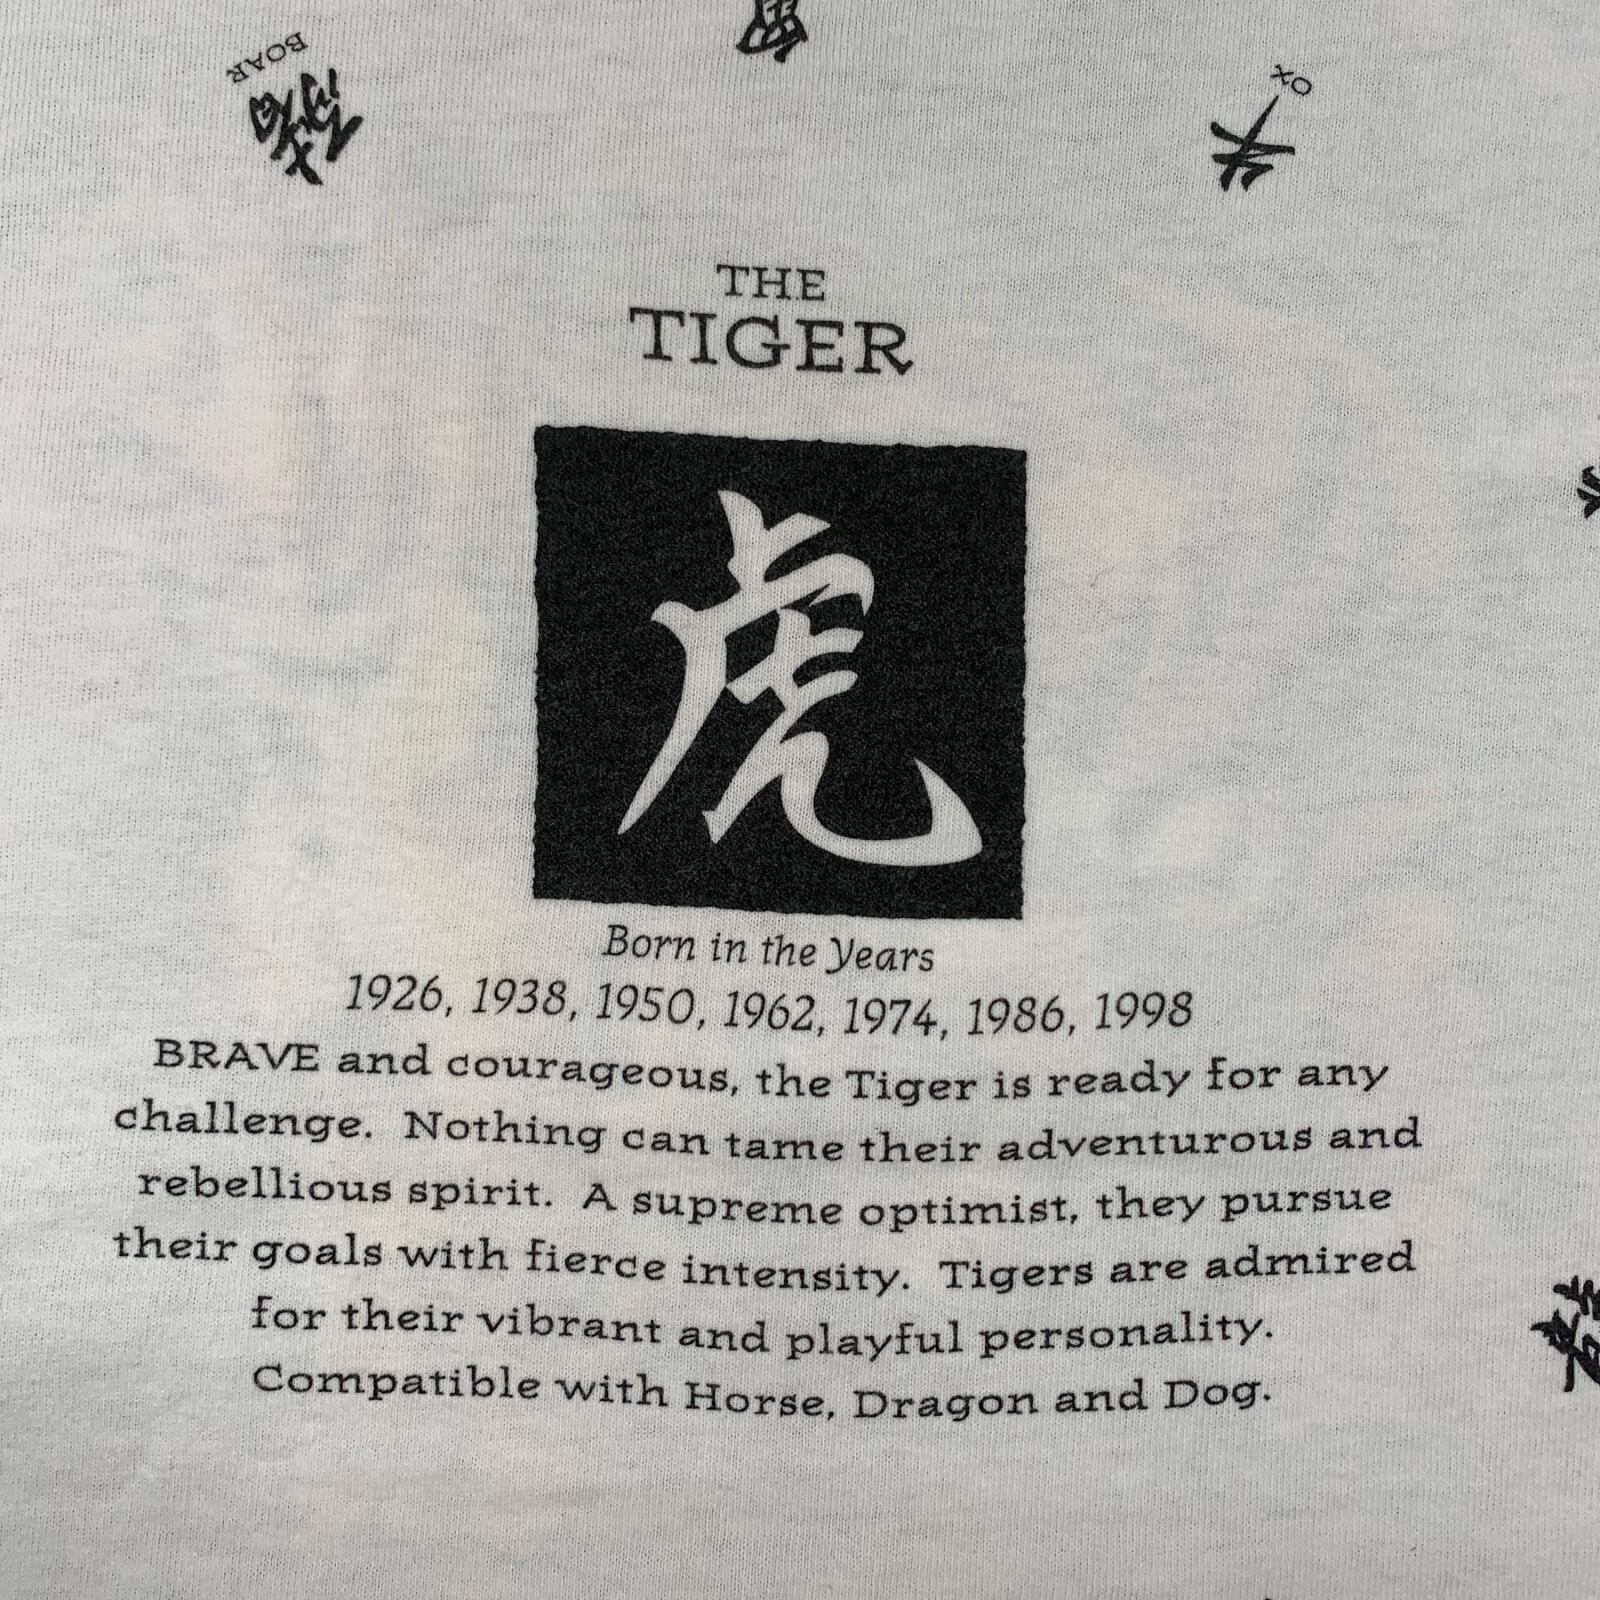 BOAR
OX
牛
THE
TIGER
虎
Born in the Years
1926, 1938, 1950, 1962, 1974, 1986, 1998
BRAVE and courageous, the Tiger is ready for any
challenge. Nothing can tame their adventurous and
rebellious spirit. A supreme optimist, they pursue
their goals with fierce intensity. Tigers are admired
for their vibrant and playful personality.
Compatible with Horse, Dragon and Dog.